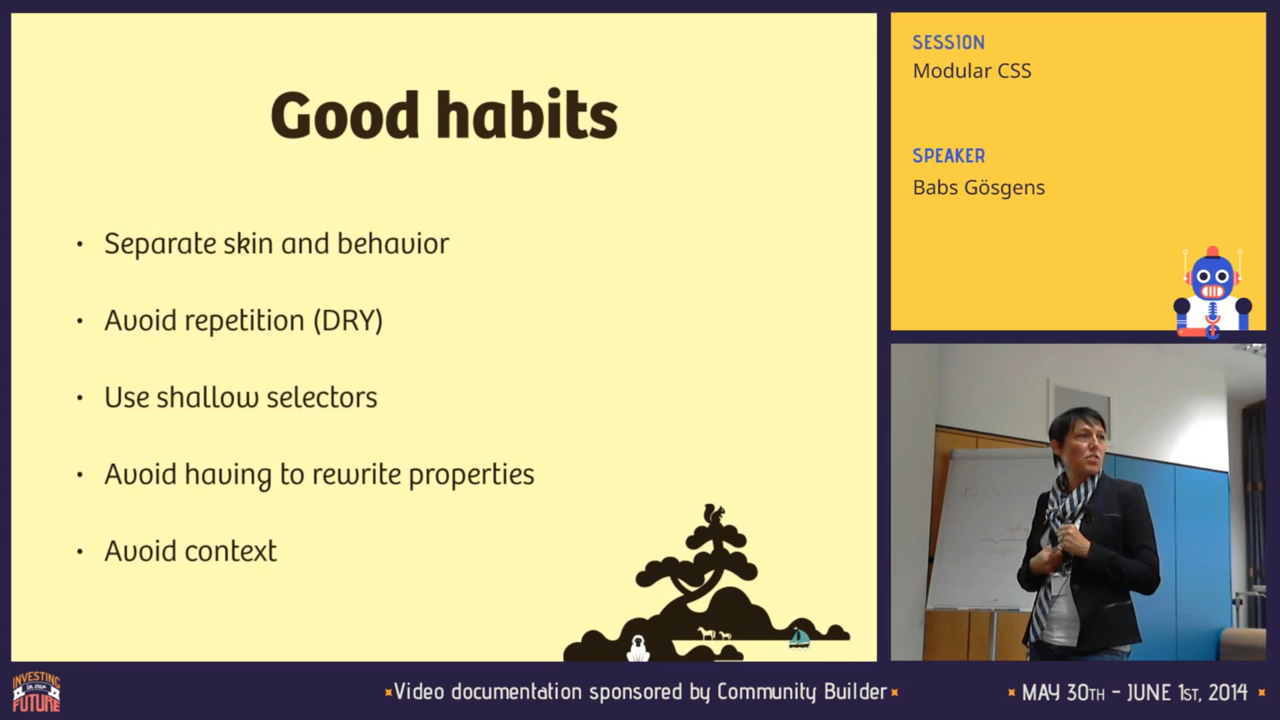 Good habits
• Separate skin and behavior
• Avoid repetition (DRY)
• Use shallow selectors
• Avoid having to rewrite properties
• Avoid context
SESSION
Modular CSS
SPEAKER
Babs Gösgens
INVESTING
IN OUR
FUTURE
Video documentation sponsored by Community Builder
MAY 30TH - JUNE 1ST, 2014